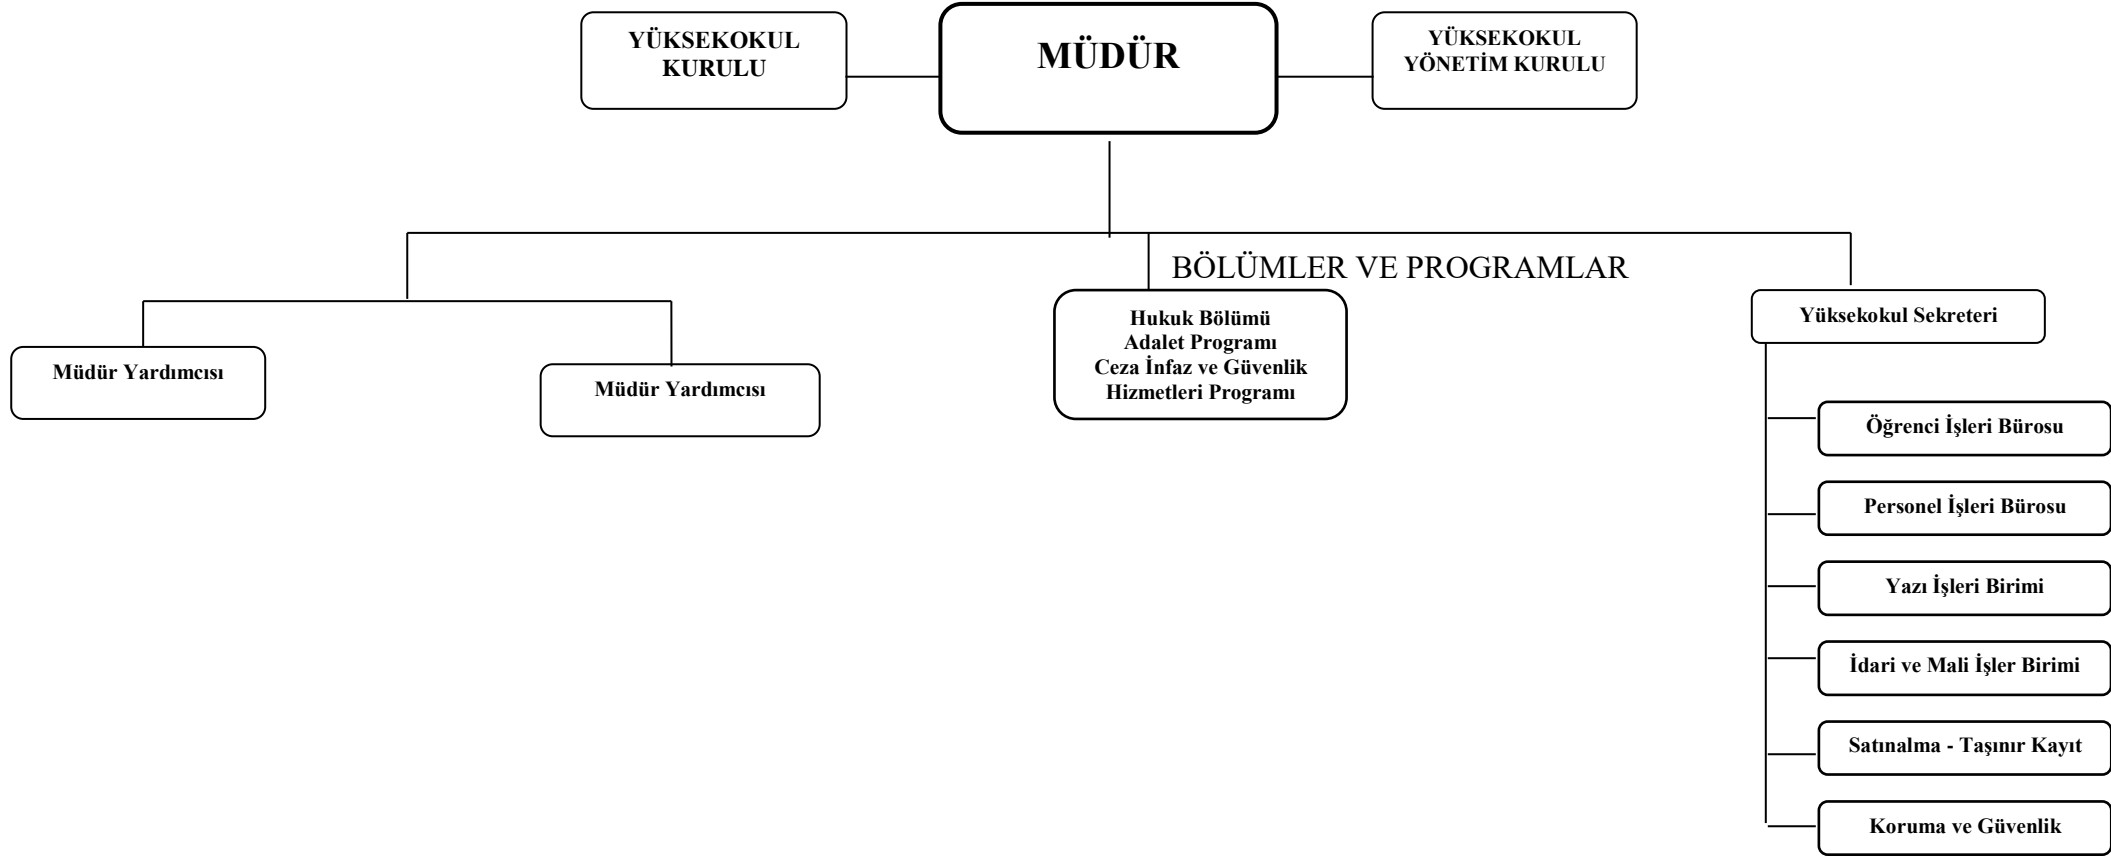 YÜKSEKOKUL
KURULU
MÜDÜR
YÜKSEKOKUL
YÖNETİM KURULU
BÖLÜMLER VE PROGRAMLAR
Müdür Yardımcısı
Müdür Yardımcısı
Hukuk Bölümü
Adalet Programı
Ceza İnfaz ve Güvenlik
Hizmetleri Programı
Yüksekokul Sekreteri
Öğrenci İşleri Bürosu
Personel İşleri Bürosu
Yazı İşleri Birimi
İdari ve Mali İşler Birimi
Satınalma - Taşınır Kayıt
Koruma ve Güvenlik